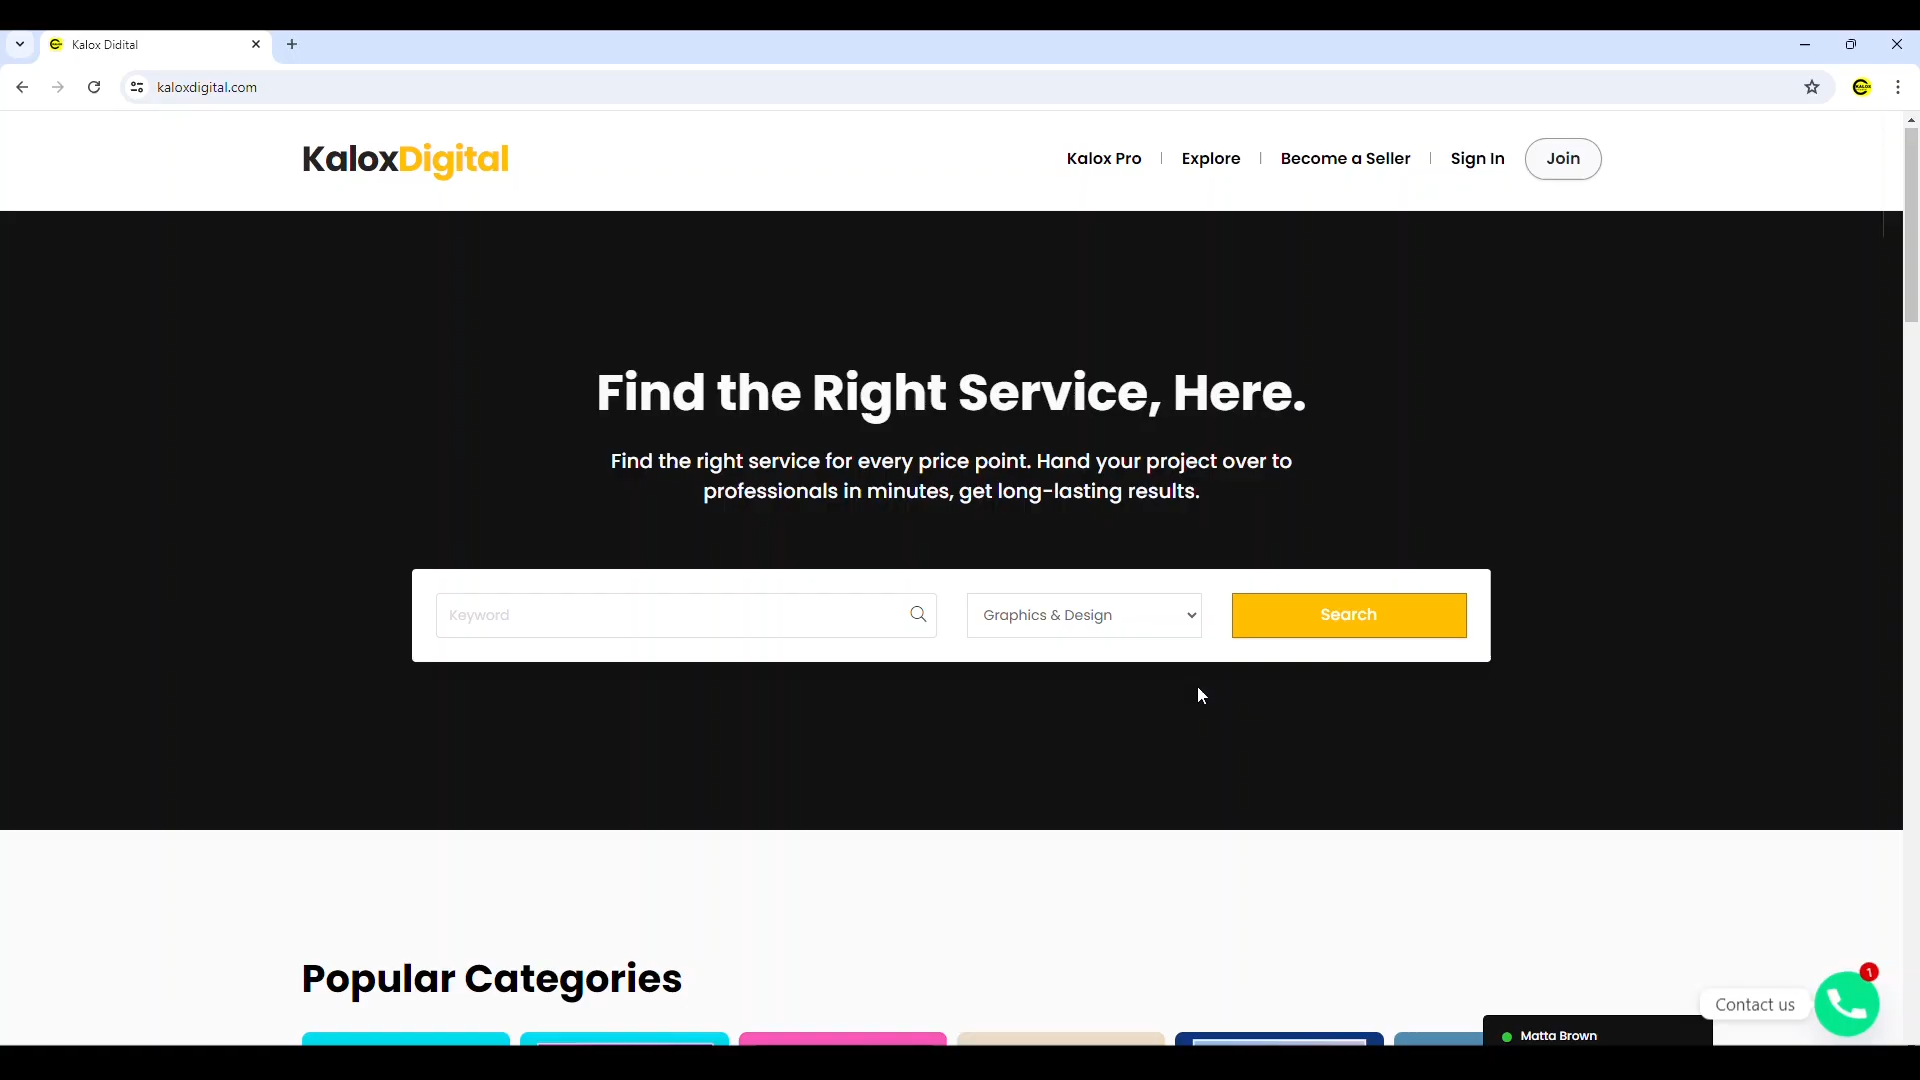 Kalox Didital
kaloxdigital.com
KALOX
KaloxDigital
Kalox Pro
Explore
Become a Seller
Sign In
Join
Find the Right Service, Here.
Find the right service for every price point. Hand your project over to
professionals in minutes, get long-lasting results.
Keyword
Graphics & Design
Search
Popular Categories
1
Contact us
Matta Brown